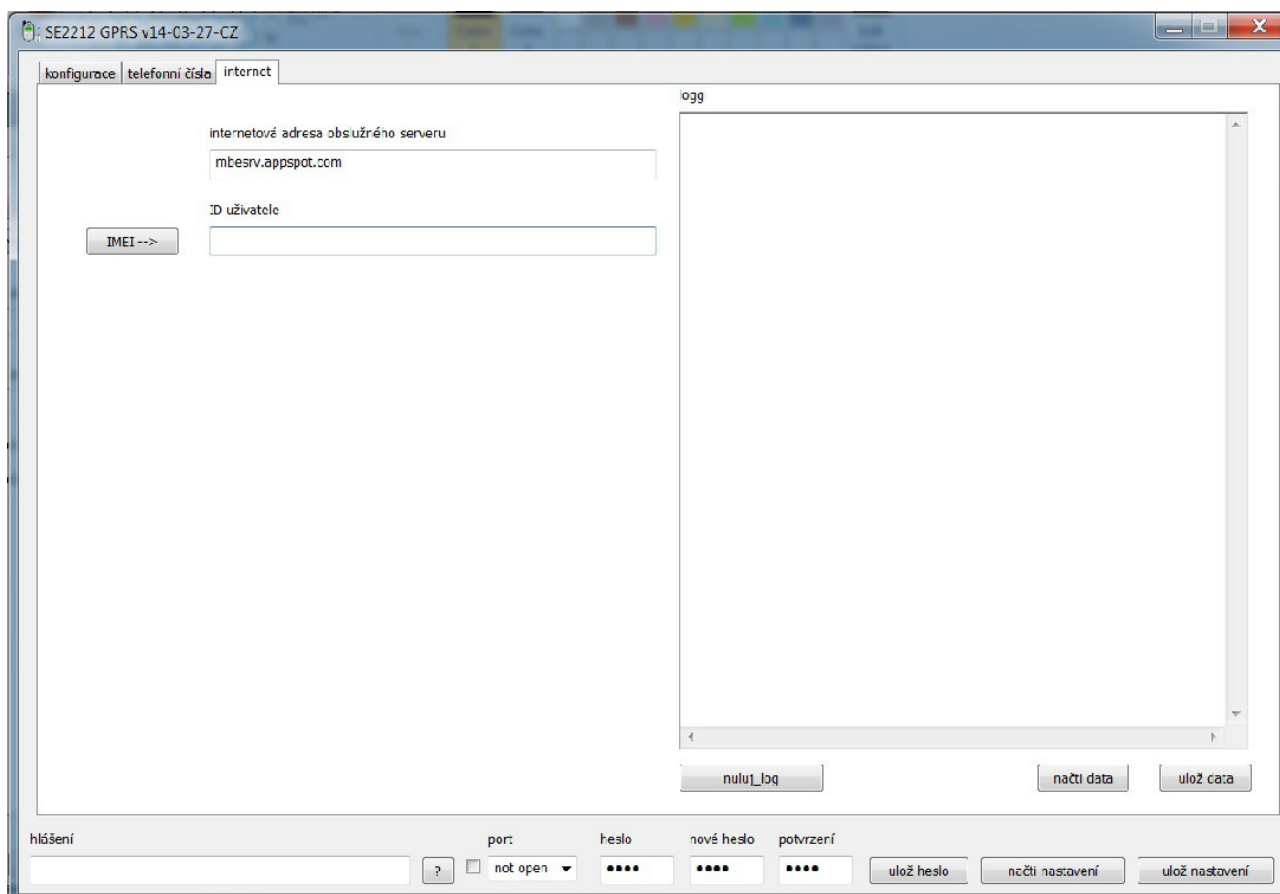 SE2212 GPRS v14-03-27-CZ
konfigurace telefonní čísla internet
logg
internetová adresa obslužného serveru
mbesrv.appspot.com
ID uživatele
IMEI -->
nuluj_log načti data ulož data
hlášení port heslo nové heslo potvrzení
? not open •••• •••• •••• ulož heslo načti nastavení ulož nastavení